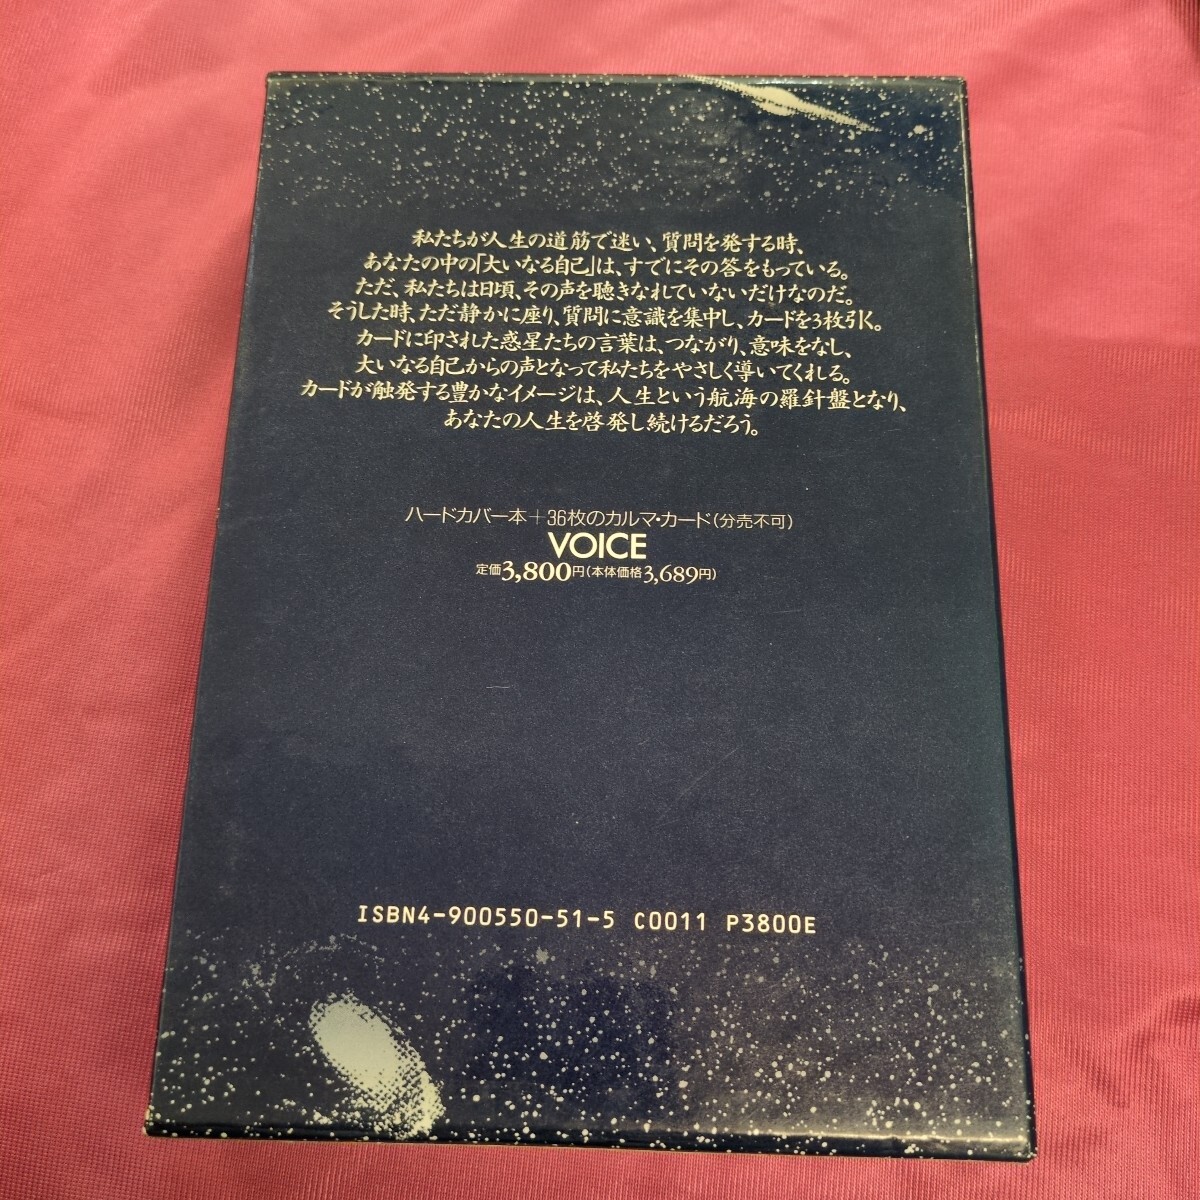 私たちが人生の道筋で迷い、質問を発する時、
あなたの中の「大いなる自己」は、すでにその答をもっている。
ただ、私たちは日頃、その声を聴きなれていないだけなのだ。
そうした時、ただ静かに座り、質問に意識を集中し、カードを3枚引く。
カードに印された惑星たちの言葉は、つながり、意味をなし、
大いなる自己からの声となって私たちをやさしく導いてくれる。
カードが触発する豊かなイメージは、人生という航海の羅針盤となり、
あなたの人生を啓発し続けるだろう。
ハードカバー本+36枚のカルマ・カード(分売不可)
VOICE
定価3,800円(本体価格3,689円)
ISBN4-900550-51-5 C0011 P3800E